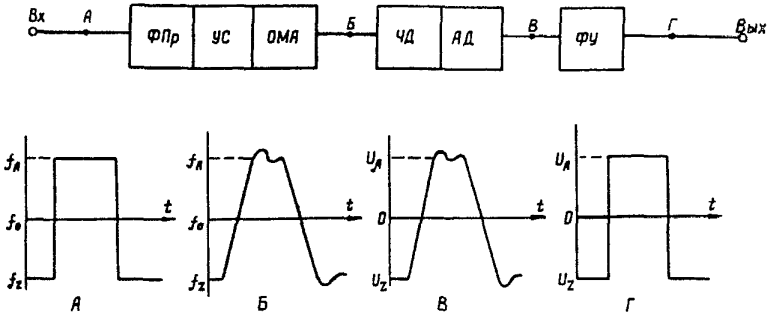 Вх А Б В Г Вых
ФПр УС ОМА ЧД АД ФУ
f_A f_A U_A U_A
f_0 t f_0 t 0 t 0 t
f_Z f_Z U_Z U_Z
А Б В Г